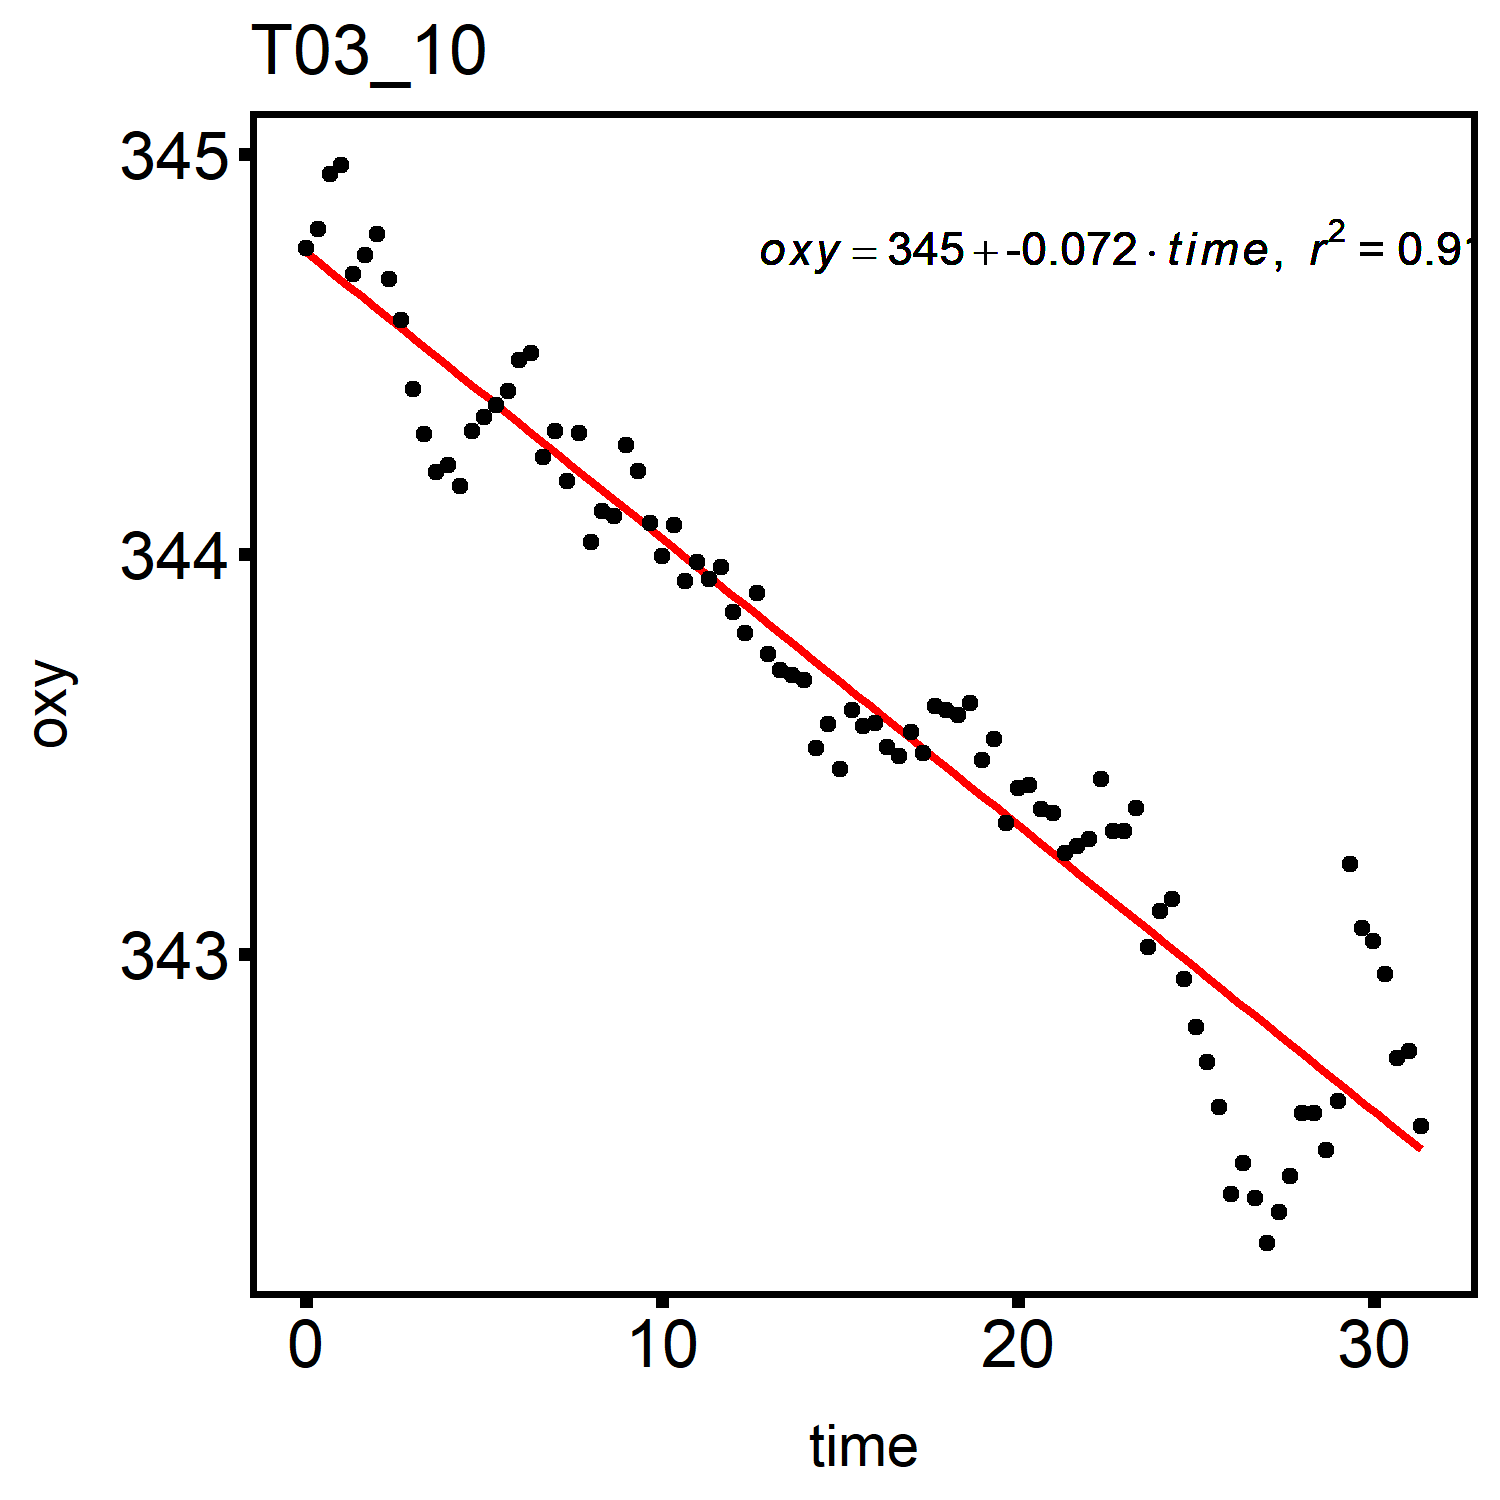 T03_10
345
oxy = 345 + -0.072 · time, r² = 0.9
344
343
oxy
0 10 20 30
time